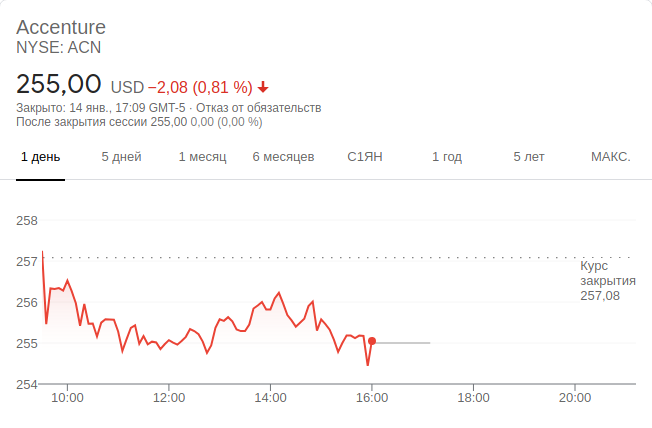 Accenture
NYSE: ACN
255,00 USD −2,08 (0,81 %)
Закрыто: 14 янв., 17:09 GMT-5 · Отказ от обязательств
После закрытия сессии 255,00 0,00 (0,00 %)
1 день 5 дней 1 месяц 6 месяцев С1ЯН 1 год 5 лет МАКС.
258
257
Курс
закрытия
257,08
256
255
254
10:00 12:00 14:00 16:00 18:00 20:00